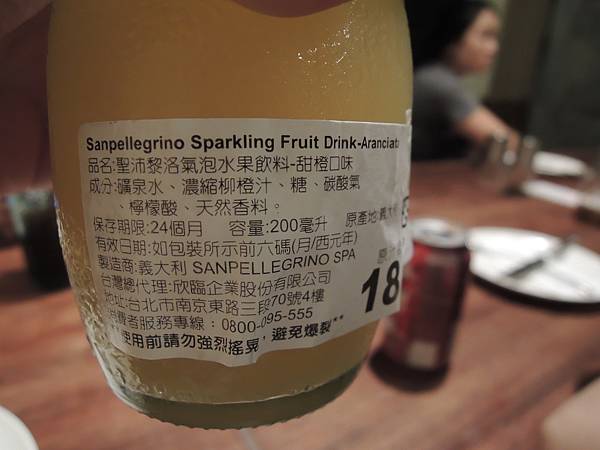 Sanpellegrino Sparkling Fruit Drink-Aranciata
品名:聖沛黎洛氣泡水果飲料-甜橙口味
成分:礦泉水、濃縮柳橙汁、糖、碳酸氣
、檸檬酸、天然香料。
保存期限:24個月 容量:200毫升 原產地:義大利
有效日期:如包裝所示前六碼(月/西元年)
製造商:義大利 SANPELLEGRINO SPA
台灣總代理:欣臨企業股份有限公司
地址:台北市南京東路三段70號4樓
消費者服務專線：0800-095-555
使用前請勿強烈搖晃，避免爆裂**
18